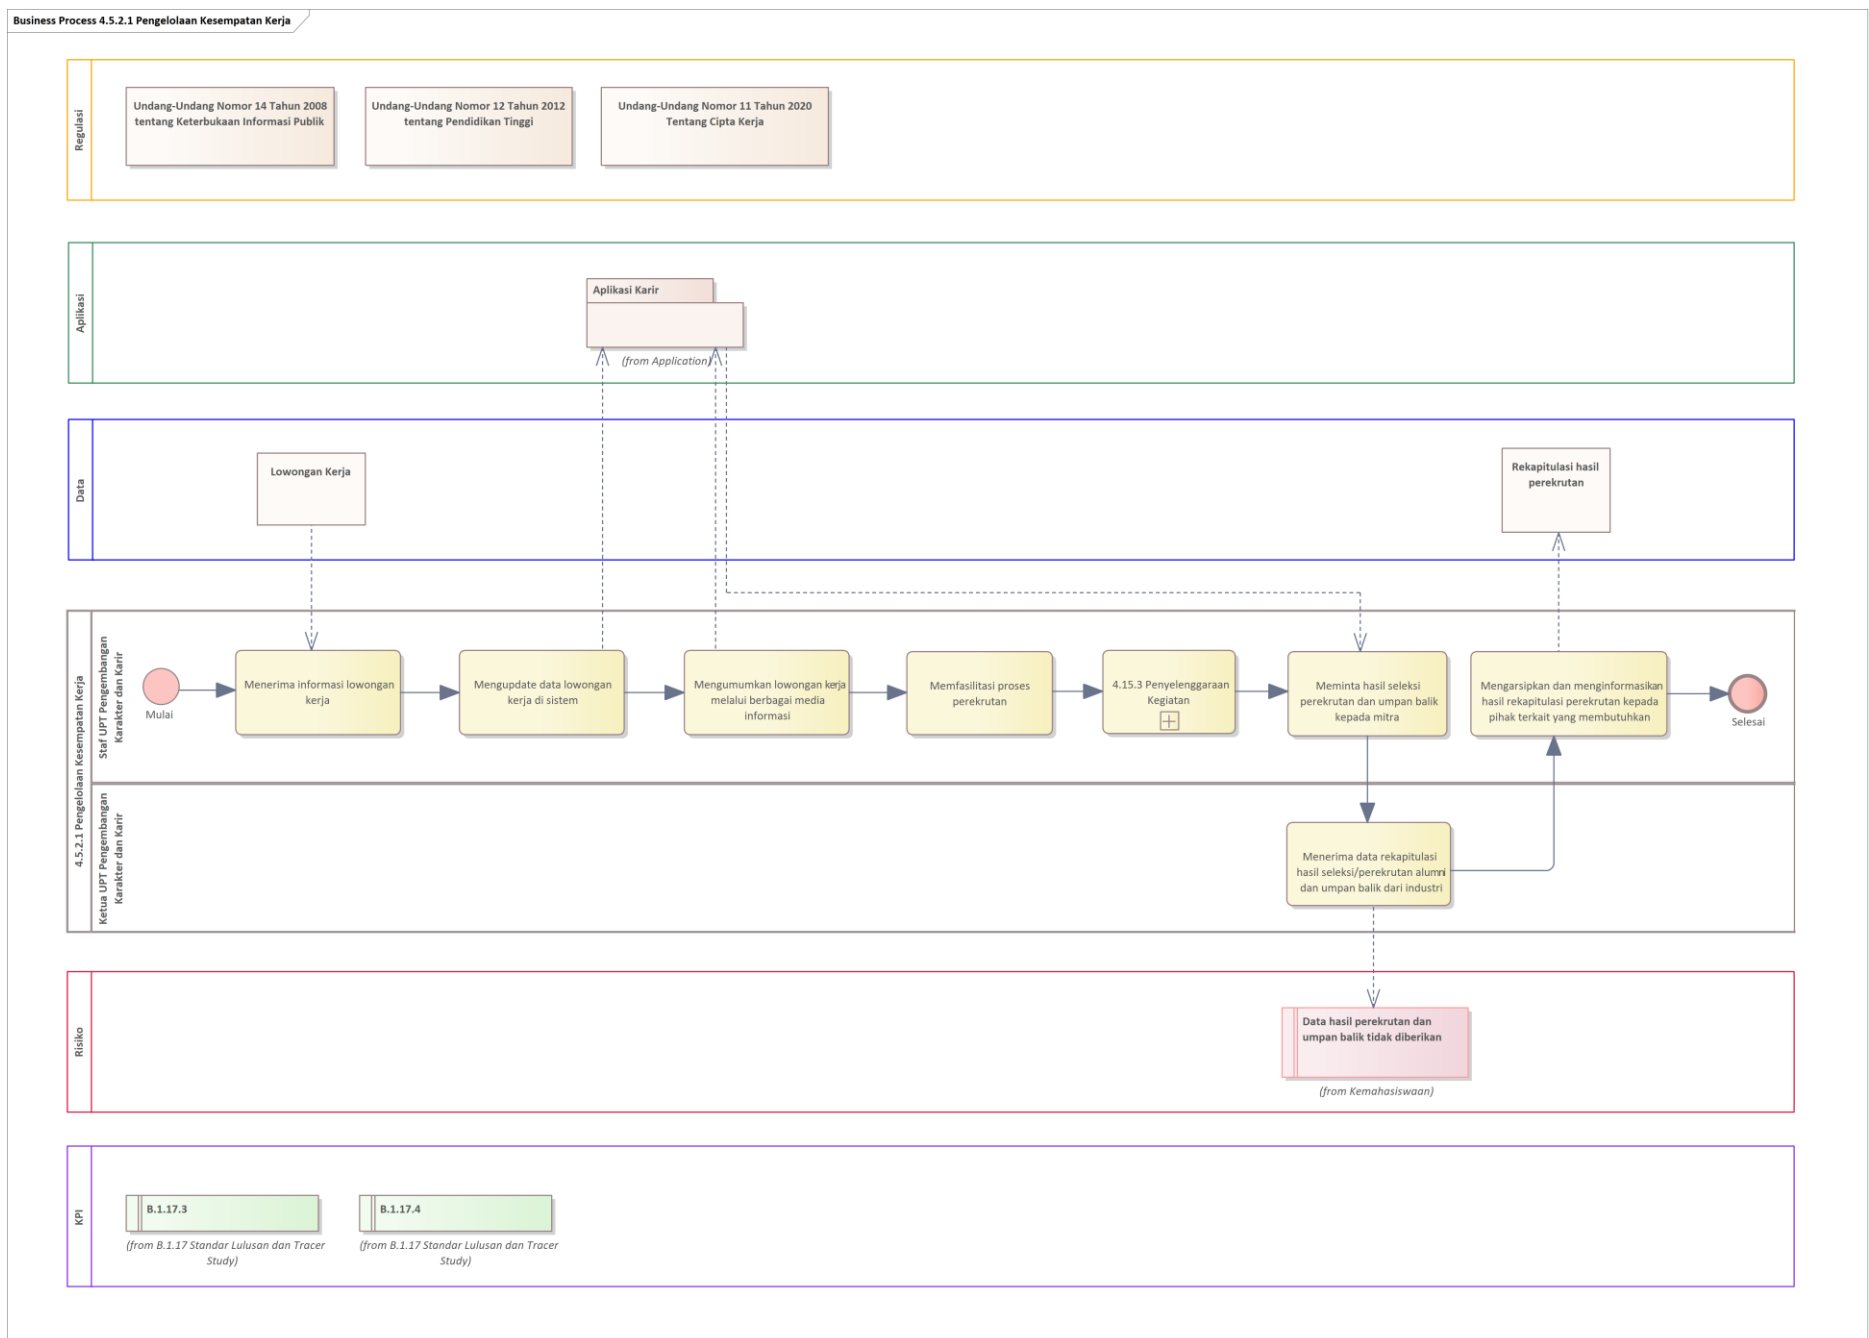 Business Process 4.5.2.1 Pengelolaan Kesempatan Kerja
Regulasi
Undang-Undang Nomor 14 Tahun 2008
tentang Keterbukaan Informasi Publik
Undang-Undang Nomor 12 Tahun 2012
tentang Pendidikan Tinggi
Undang-Undang Nomor 11 Tahun 2020
Tentang Cipta Kerja
Aplikasi
Aplikasi Karir
(from Application)
Data
Lowongan Kerja
Rekapitulasi hasil
perekrutan
4.5.2.1 Pengelolaan Kesempatan Kerja
Staf UPT Pengembangan
Karakter dan Karir
Mulai
Menerima informasi lowongan
kerja
Mengupdate data lowongan
kerja di sistem
Mengumumkan lowongan kerja
melalui berbagai media
informasi
Memfasilitasi proses
perekrutan
4.15.3 Penyelenggaraan
Kegiatan
Meminta hasil seleksi
perekrutan dan umpan balik
kepada mitra
Mengarsipkan dan menginformasikan
hasil rekapitulasi perekrutan kepada
pihak terkait yang membutuhkan
Selesai
Ketua UPT Pengembangan
Karakter dan Karir
Menerima data rekapitulasi
hasil seleksi/perekrutan alumni
dan umpan balik dari industri
Risiko
Data hasil perekrutan dan
umpan balik tidak diberikan
(from Kemahasiswaan)
KPI
B.1.17.3
(from B.1.17 Standar Lulusan dan Tracer
Study)
B.1.17.4
(from B.1.17 Standar Lulusan dan Tracer
Study)